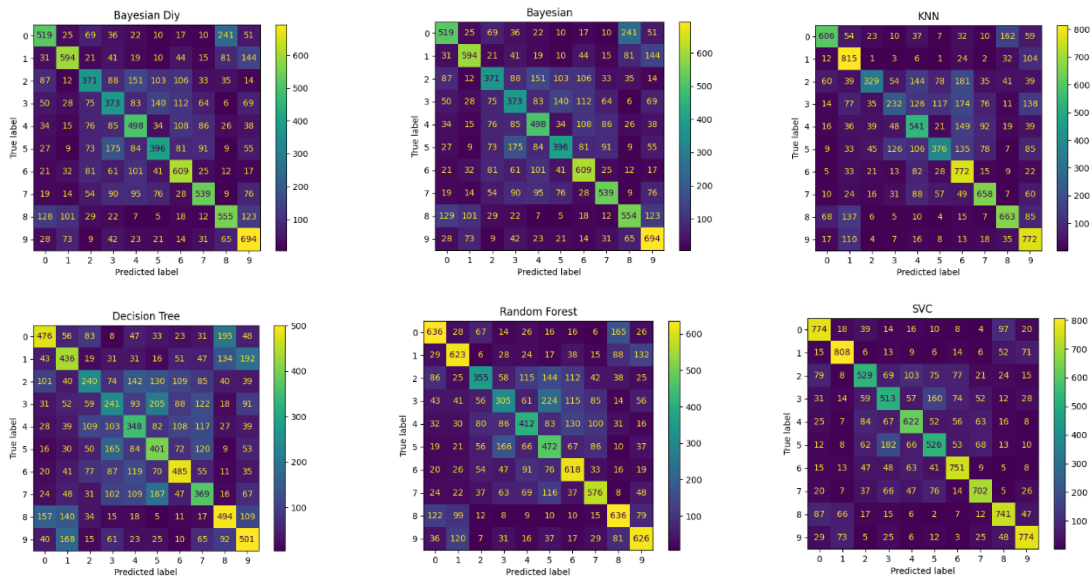 Bayesian Diy
True label
0 519 25 69 36 22 10 17 10 241 51
1 31 594 41 19 10 81 144
2 87 12 371 88 151 103 106 33 35 14
3 50 28 75 373 83 140 112 64 6 69
4 34 15 76 85 498 34 108 86 26 38
5 27 9 73 175 84 396 81 91 9 55
6 21 32 81 61 101 41 609 25 12 17
7 19 14 54 90 95 76 28 539 9 76
8 128 101 29 22 7 5 18 12 555 123
9 28 73 9 42 23 21 14 31 65 694
0 1 2 3 4 5 6 7 8 9
Predicted label
600
500
400
300
200
100
Bayesian
True label
0 519 25 69 36 22 10 17 10 241 51
1 31 594 41 19 10 81 144
2 87 12 371 88 151 103 106 33 35 14
3 50 28 75 373 83 140 112 64 6 69
4 34 15 76 85 498 34 108 86 26 38
5 27 9 73 175 84 396 81 91 9 55
6 21 32 81 61 101 41 609 25 12 17
7 19 14 54 90 95 76 28 539 9 76
8 129 101 29 22 7 5 18 12 554 123
9 28 73 9 42 23 21 14 31 65 694
0 1 2 3 4 5 6 7 8 9
Predicted label
600
500
400
300
200
100
KNN
True label
0 606 54 23 10 37 7 32 10 162 59
1 12 815 1 3 6 1 24 2 32 104
2 60 39 329 54 144 78 181 35 41 39
3 14 77 35 232 126 117 174 76 11 138
4 16 36 39 48 541 21 149 92 19 39
5 9 33 45 126 106 376 135 78 7 85
6 5 33 57 13 82 28 772 15 9 22
7 10 24 16 31 88 13 57 658 7 60
8 68 137 6 5 10 4 15 7 663 85
9 17 110 4 7 16 8 13 18 35 772
0 1 2 3 4 5 6 7 8 9
Predicted label
800
700
600
500
400
300
200
100
0
Decision Tree
True label
0 476 56 83 8 47 33 23 31 195 48
1 43 436 19 31 31 16 51 47 134 192
2 101 40 240 74 142 130 109 85 40 39
3 31 52 59 241 93 205 88 122 18 91
4 28 39 109 103 348 82 108 117 27 39
5 16 30 50 165 84 401 72 120 9 53
6 20 41 77 87 119 70 485 55 11 35
7 24 48 31 102 109 187 47 369 16 67
8 157 140 34 15 18 5 11 17 494 109
9 40 168 15 61 23 25 10 65 92 501
0 1 2 3 4 5 6 7 8 9
Predicted label
500
400
300
200
100
Random Forest
True label
0 636 28 67 14 26 16 16 6 165 26
1 29 623 6 28 24 17 38 15 88 132
2 86 25 355 58 115 144 112 42 38 25
3 43 41 56 305 61 224 115 85 14 56
4 32 30 80 86 412 83 130 100 31 16
5 19 21 56 166 66 472 67 86 10 37
6 20 26 54 47 91 76 618 33 16 19
7 24 22 37 63 69 116 37 576 8 48
8 122 99 12 8 9 10 10 15 636 79
9 36 120 7 31 16 37 17 29 81 626
0 1 2 3 4 5 6 7 8 9
Predicted label
600
500
400
300
200
100
SVC
True label
0 774 18 39 14 16 10 8 4 97 20
1 15 808 6 13 9 6 14 6 52 71
2 79 8 529 69 103 75 77 21 24 15
3 31 14 59 513 57 160 74 52 12 28
4 25 7 84 67 622 52 56 63 16 8
5 12 8 62 182 66 526 53 68 13 10
6 15 13 47 48 63 41 751 9 5 8
7 20 7 37 66 47 76 14 702 5 26
8 87 66 17 15 6 2 7 12 741 47
9 29 73 5 25 6 12 3 25 48 774
0 1 2 3 4 5 6 7 8 9
Predicted label
800
700
600
500
400
300
200
100